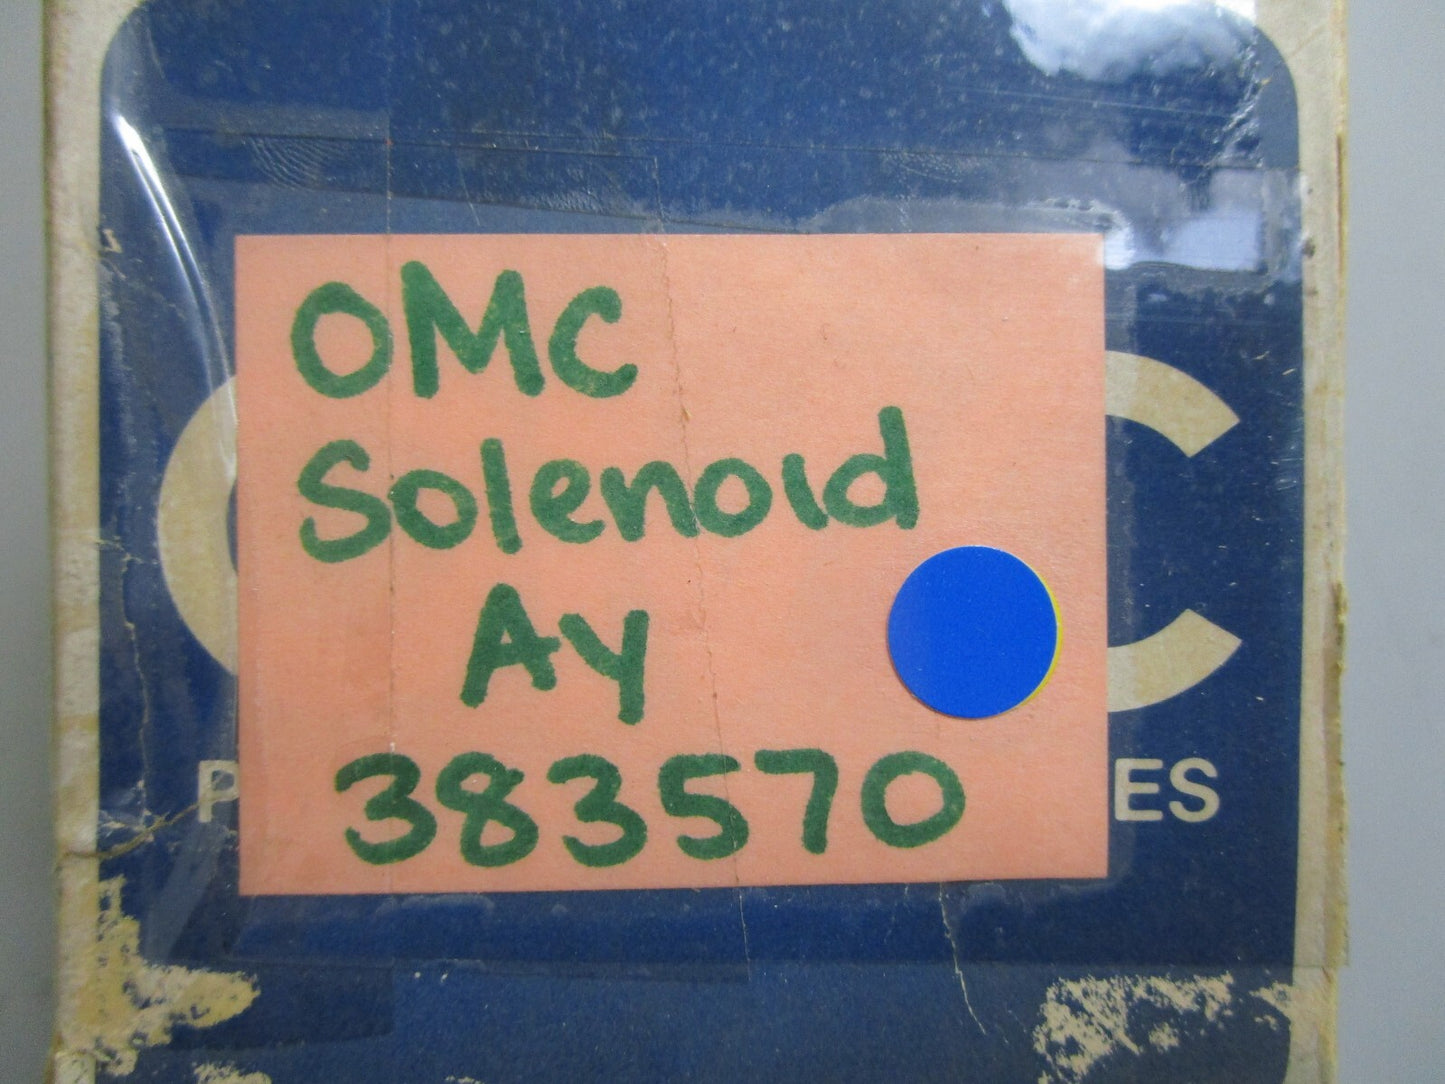 OMC
Solenoid
Ay
383570
C
P
ES